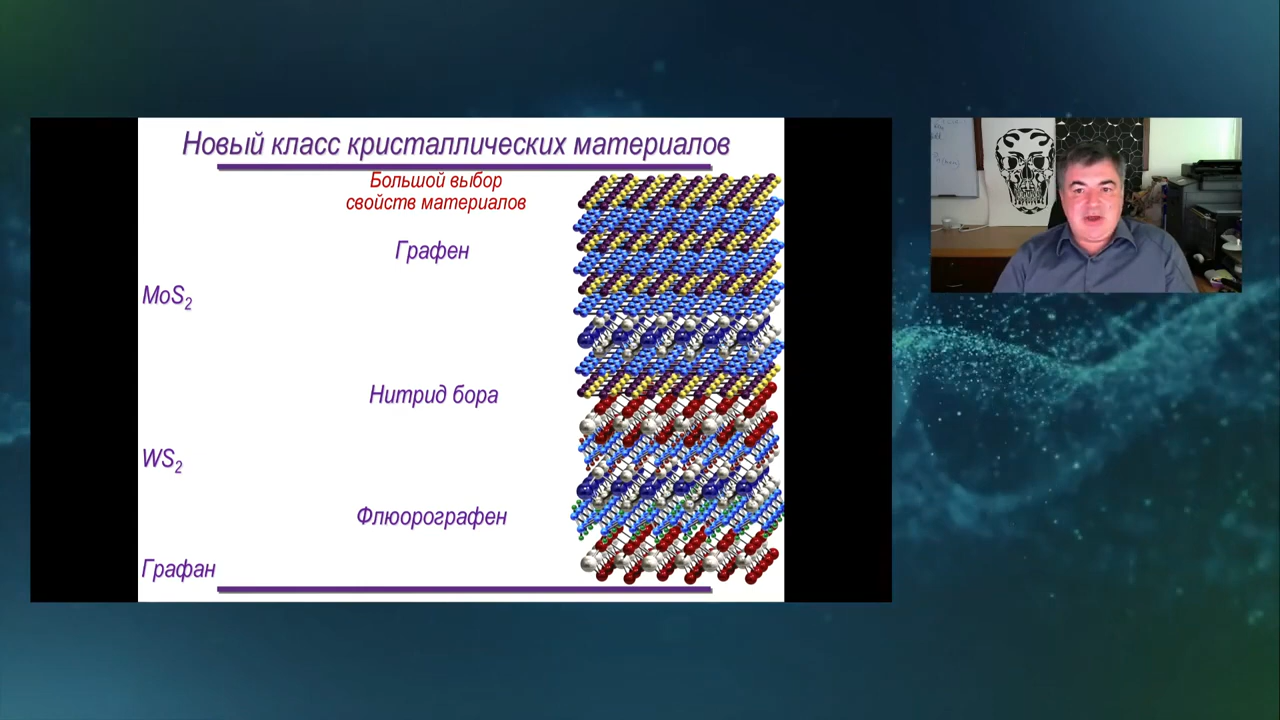 Новый класс кристаллических материалов
Большой выбор
свойств материалов
Графен
MoS₂
Нитрид бора
WS₂
Флюорографен
Графан